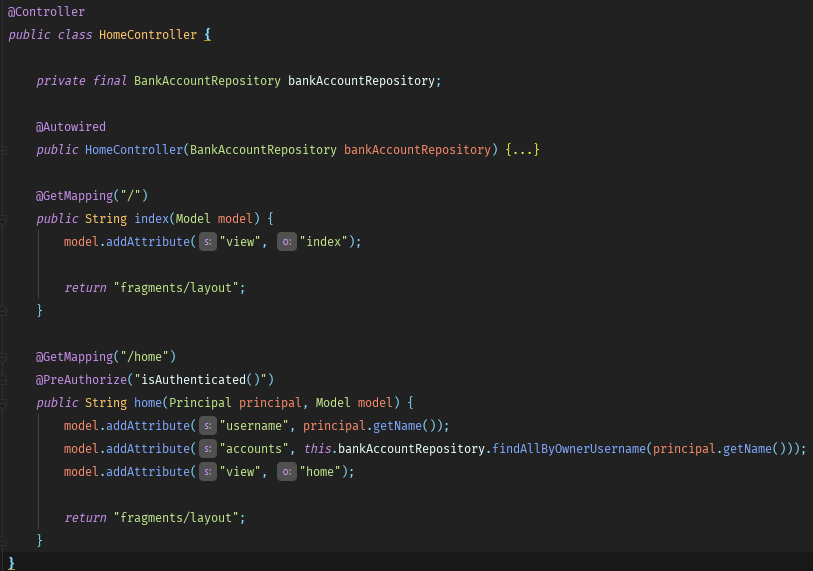 @Controller
public class HomeController {
private final BankAccountRepository bankAccountRepository;
@Autowired
public HomeController(BankAccountRepository bankAccountRepository) {...}
@GetMapping("/")
public String index(Model model) {
model.addAttribute( s: "view", o: "index");
return "fragments/layout";
}
@GetMapping("/home")
@PreAuthorize("isAuthenticated()")
public String home(Principal principal, Model model) {
model.addAttribute( s: "username", principal.getName());
model.addAttribute( s: "accounts", this.bankAccountRepository.findAllByOwnerUsername(principal.getName()));
model.addAttribute( s: "view", o: "home");
return "fragments/layout";
}
}